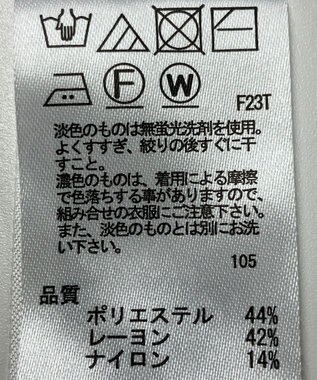 F W
F23T
淡色のものは無蛍光洗剤を使用。
よくすすぎ、絞りの後すぐに干
すこと。
濃色のものは、着用による摩擦
で色落ちする事がありますので、
組み合せの衣服にご注意下さい。
また、淡色のものとは別にお洗
い下さい。
105
品質
ポリエステル 44%
レーヨン 42%
ナイロン 14%